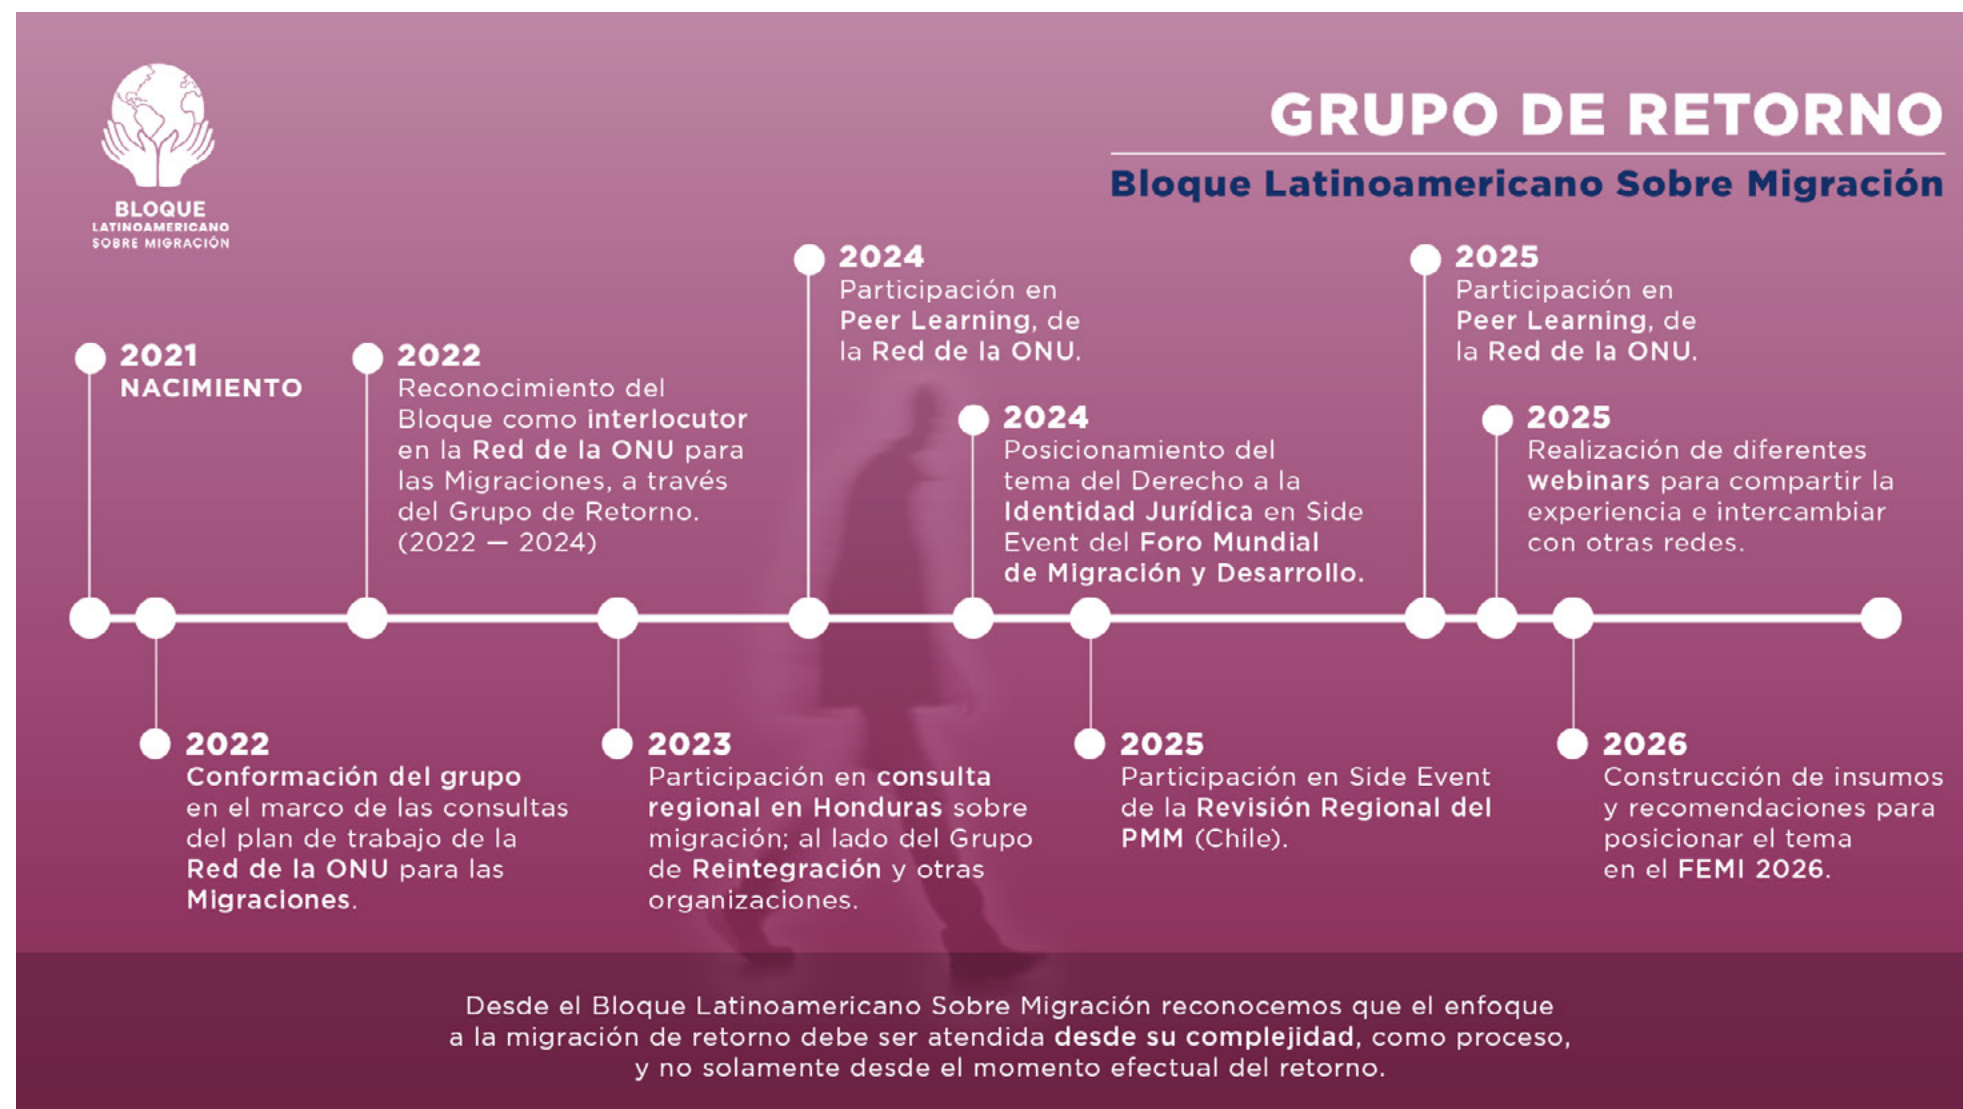 BLOQUE
LATINOAMERICANO
SOBRE MIGRACIÓN
GRUPO DE RETORNO
Bloque Latinoamericano Sobre Migración
2021
NACIMIENTO
2022
Conformación del grupo
en el marco de las consultas
del plan de trabajo de la
Red de la ONU para las
Migraciones.
2022
Reconocimiento del
Bloque como interlocutor
en la Red de la ONU para
las Migraciones, a través
del Grupo de Retorno.
(2022 — 2024)
2023
Participación en consulta
regional en Honduras sobre
migración; al lado del Grupo
de Reintegración y otras
organizaciones.
2024
Participación en
Peer Learning, de
la Red de la ONU.
2024
Posicionamiento del
tema del Derecho a la
Identidad Jurídica en Side
Event del Foro Mundial
de Migración y Desarrollo.
2025
Participación en Side Event
de la Revisión Regional del
PMM (Chile).
2025
Participación en
Peer Learning, de
la Red de la ONU.
2025
Realización de diferentes
webinars para compartir la
experiencia e intercambiar
con otras redes.
2026
Construcción de insumos
y recomendaciones para
posicionar el tema
en el FEMI 2026.
Desde el Bloque Latinoamericano Sobre Migración reconocemos que el enfoque
a la migración de retorno debe ser atendida desde su complejidad, como proceso,
y no solamente desde el momento efectual del retorno.